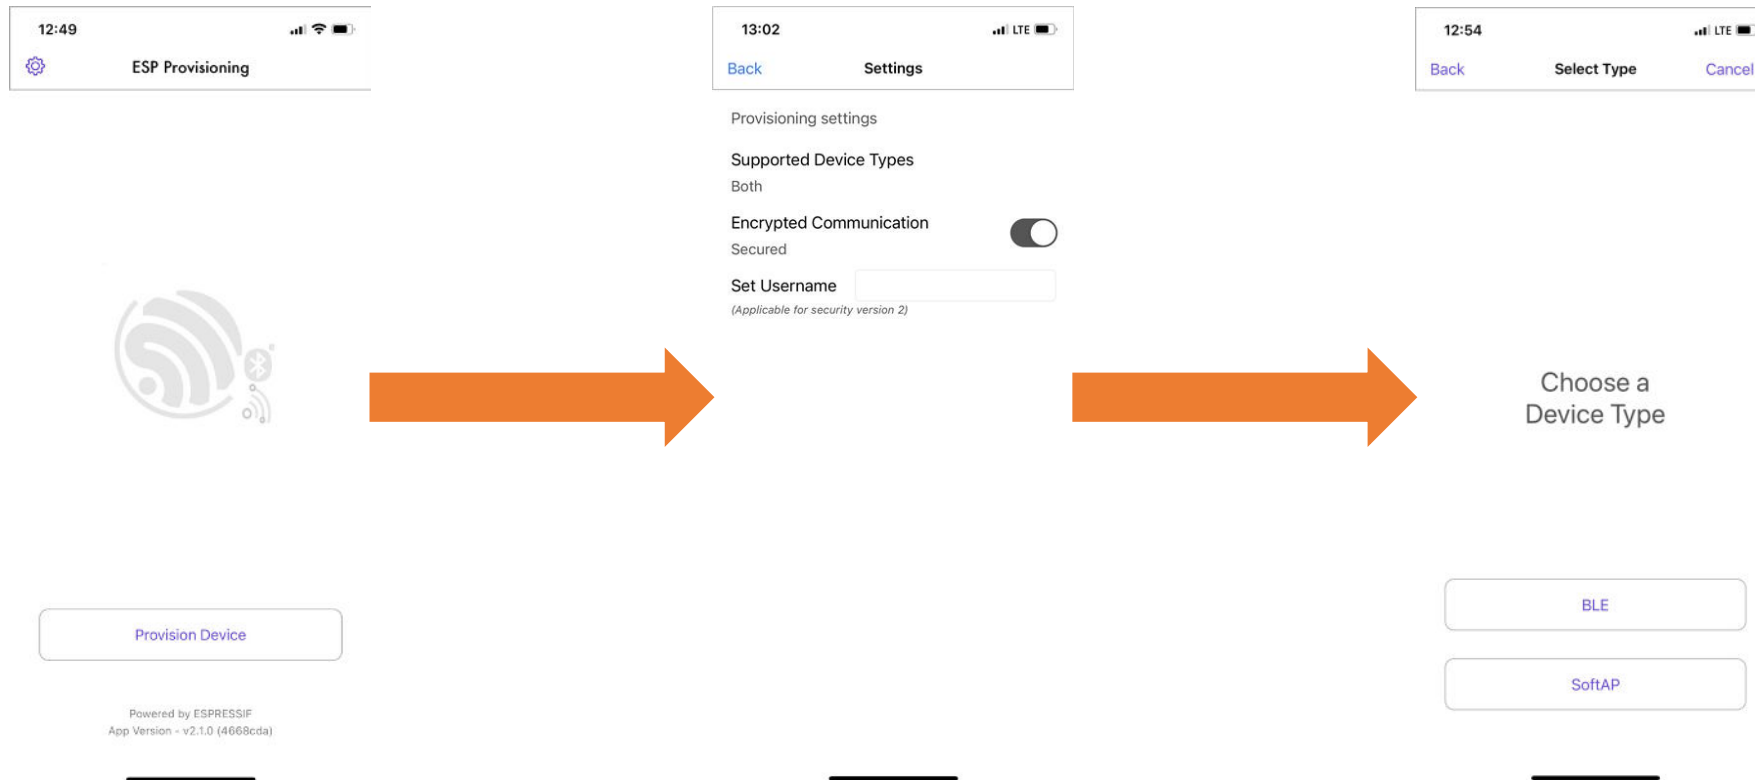 12:49
ESP Provisioning
Provision Device
Powered by ESPRESSIF
App Version - v2.1.0 (4668cda)
13:02
LTE
Back
Settings
Provisioning settings
Supported Device Types
Both
Encrypted Communication
Secured
Set Username
(Applicable for security version 2)
12:54
LTE
Back
Select Type
Cancel
Choose a
Device Type
BLE
SoftAP